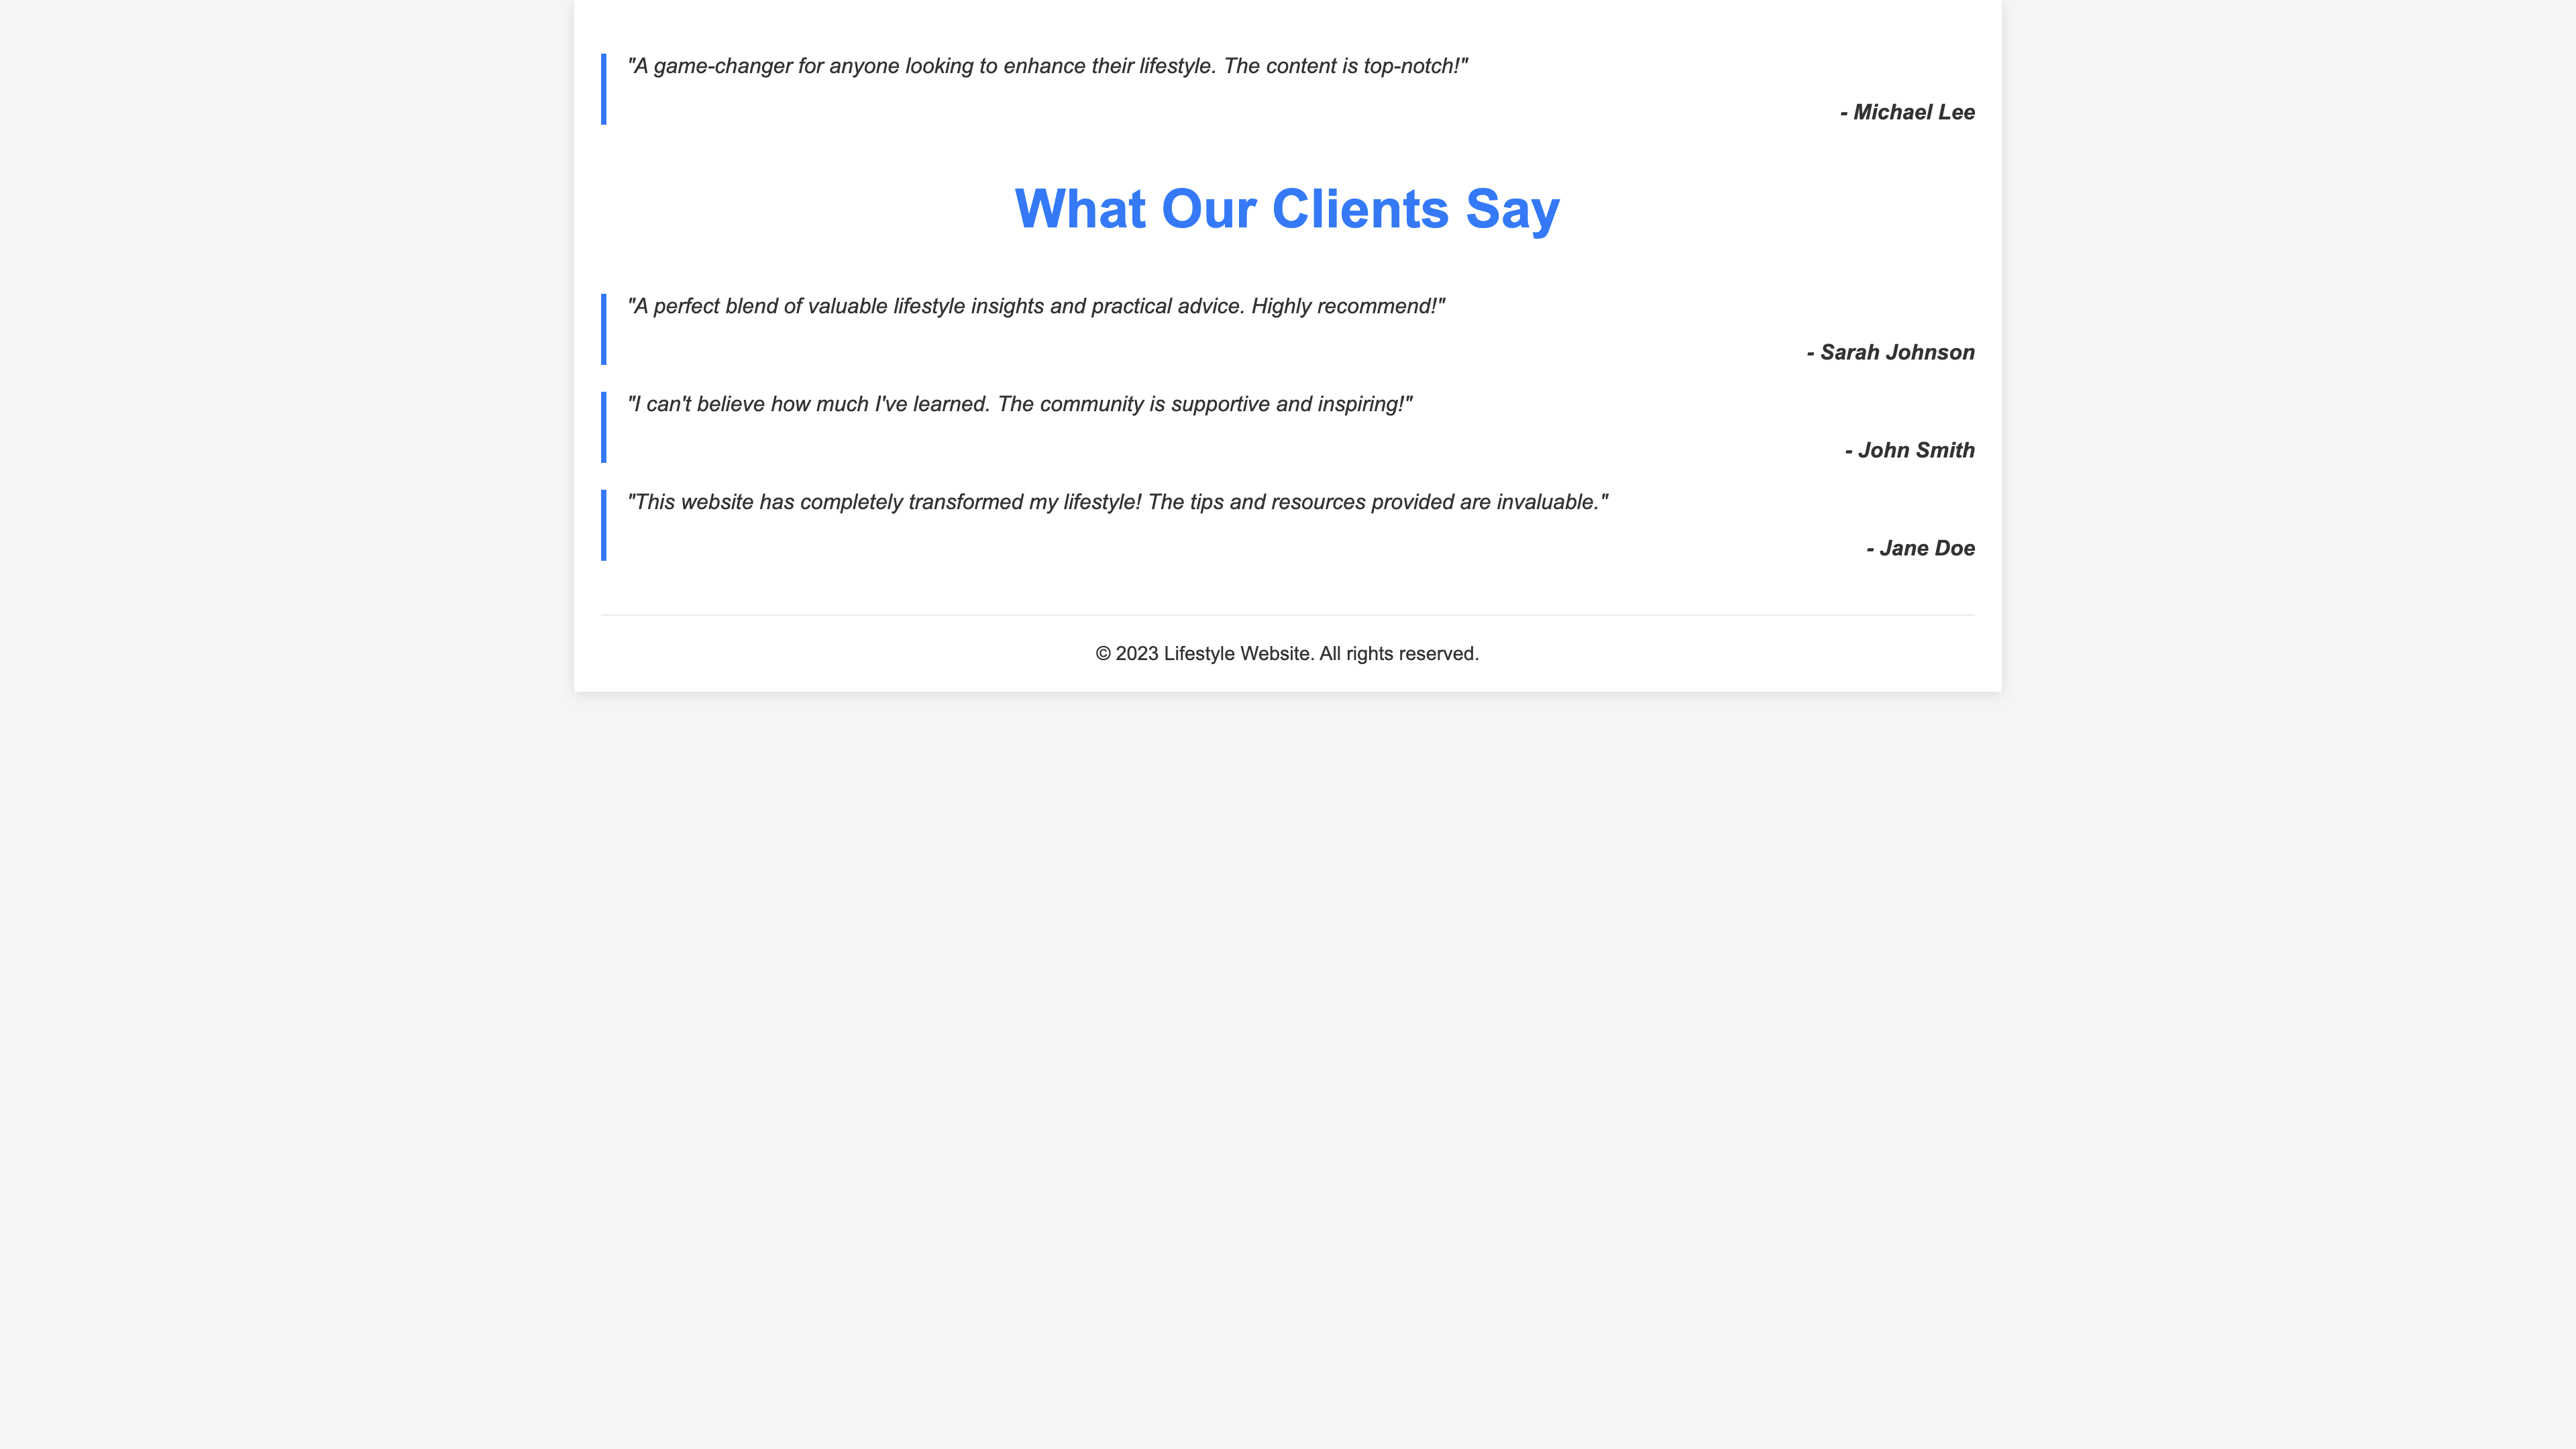 "A game-changer for anyone looking to enhance their lifestyle. The content is top-notch!"
- Michael Lee
What Our Clients Say
"A perfect blend of valuable lifestyle insights and practical advice. Highly recommend!"
- Sarah Johnson
"I can't believe how much I've learned. The community is supportive and inspiring!"
- John Smith
"This website has completely transformed my lifestyle! The tips and resources provided are invaluable."
- Jane Doe
© 2023 Lifestyle Website. All rights reserved.